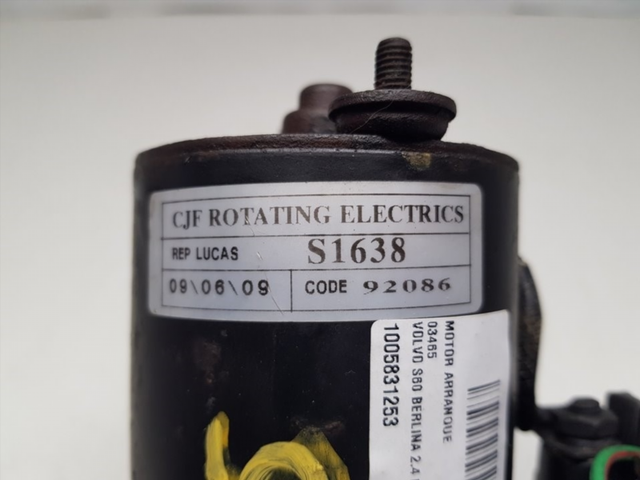 CJF ROTATING ELECTRICS
REP LUCAS S1638
09\06\09 CODE 92086
MOTOR ARRANQUE
03465
VOLVO S60 BERLINA 2.4
1005831253